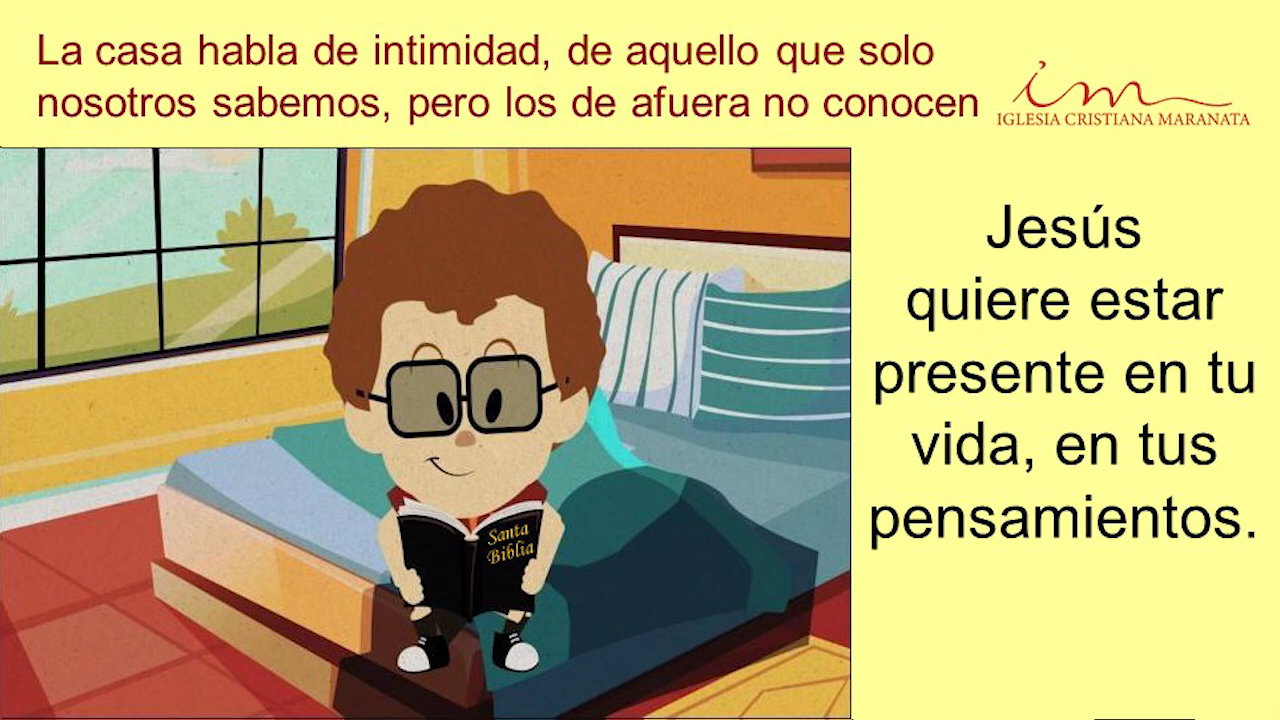 La casa habla de intimidad, de aquello que solo
nosotros sabemos, pero los de afuera no conocen
im
IGLESIA CRISTIANA MARANATA
Jesús
quiere estar
presente en tu
vida, en tus
pensamientos.
Santa
Biblia